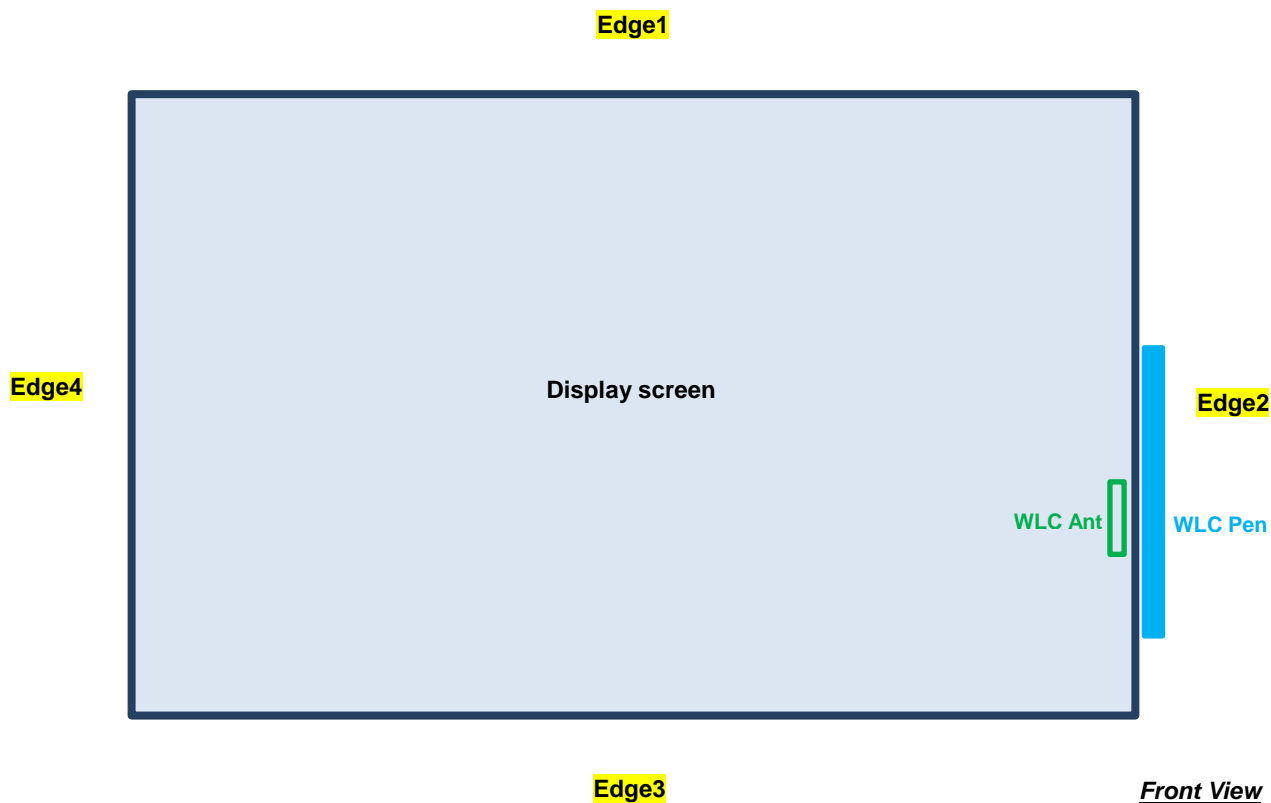 Edge1
Edge4
Display screen
Edge2
WLC Ant
WLC Pen
Edge3
Front View